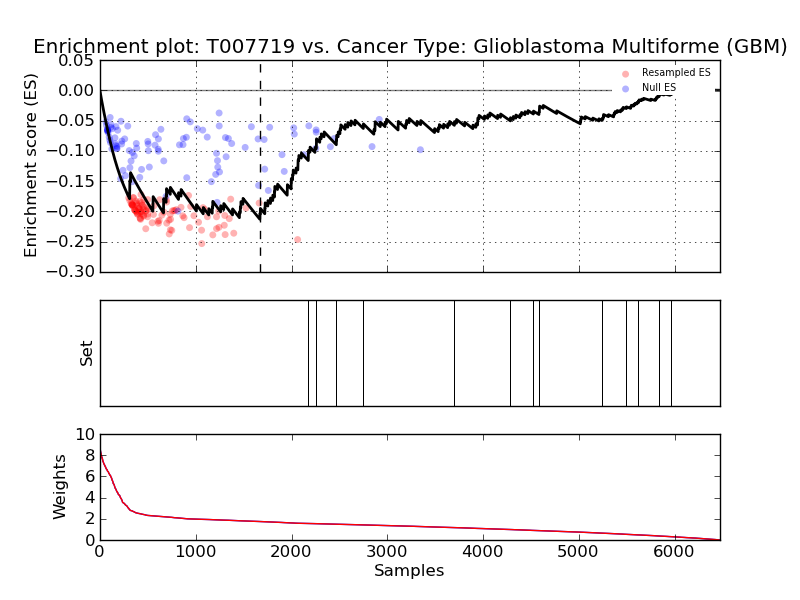 Enrichment plot: T007719 vs. Cancer Type: Glioblastoma Multiforme (GBM)
Enrichment score (ES)
0.05
0.00
−0.05
−0.10
−0.15
−0.20
−0.25
−0.30
Resampled ES
Null ES
Set
Weights
10
8
6
4
2
0
0 1000 2000 3000 4000 5000 6000
Samples